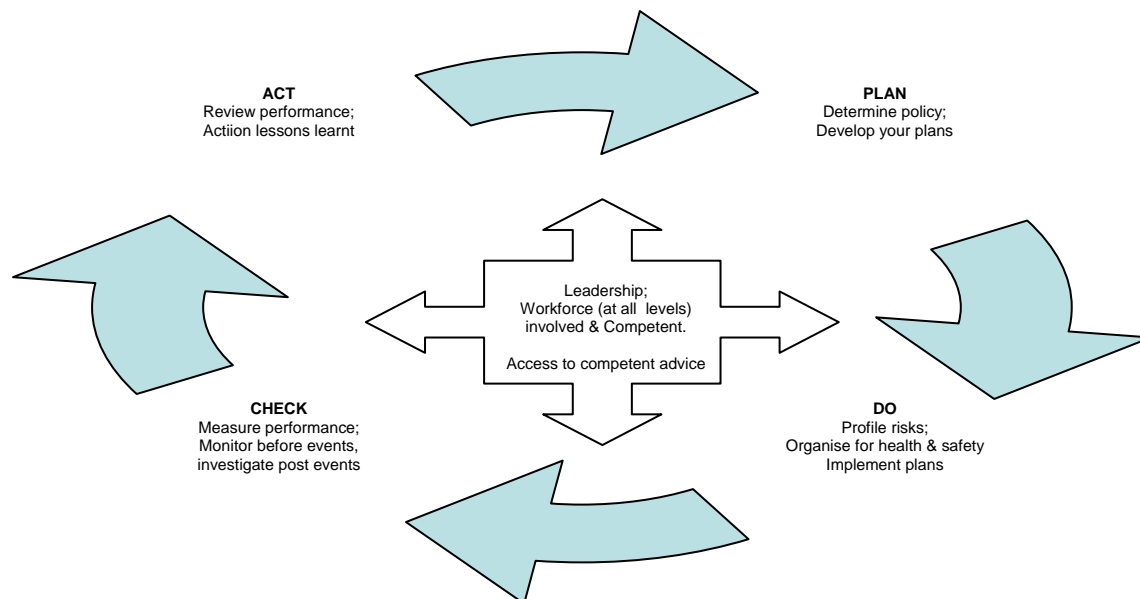 ACT
Review performance;
Actiion lessons learnt
PLAN
Determine policy;
Develop your plans
Leadership;
Workforce (at all levels)
involved & Competent.
Access to competent advice
CHECK
Measure performance;
Monitor before events,
investigate post events
DO
Profile risks;
Organise for health & safety
Implement plans